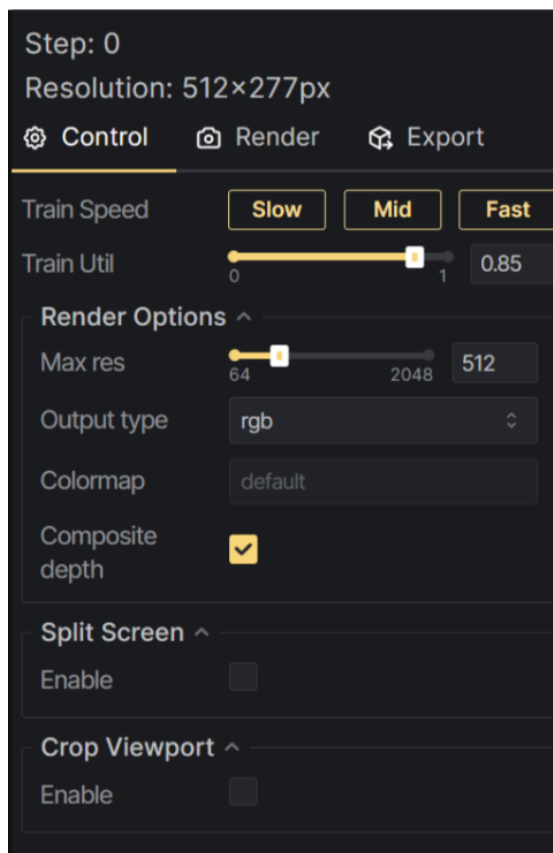 Step: 0
Resolution: 512×277px
Control Render Export
Train Speed Slow Mid Fast
Train Util 0 1 0.85
Render Options
Max res 64 2048 512
Output type rgb
Colormap default
Composite
depth
Split Screen
Enable
Crop Viewport
Enable